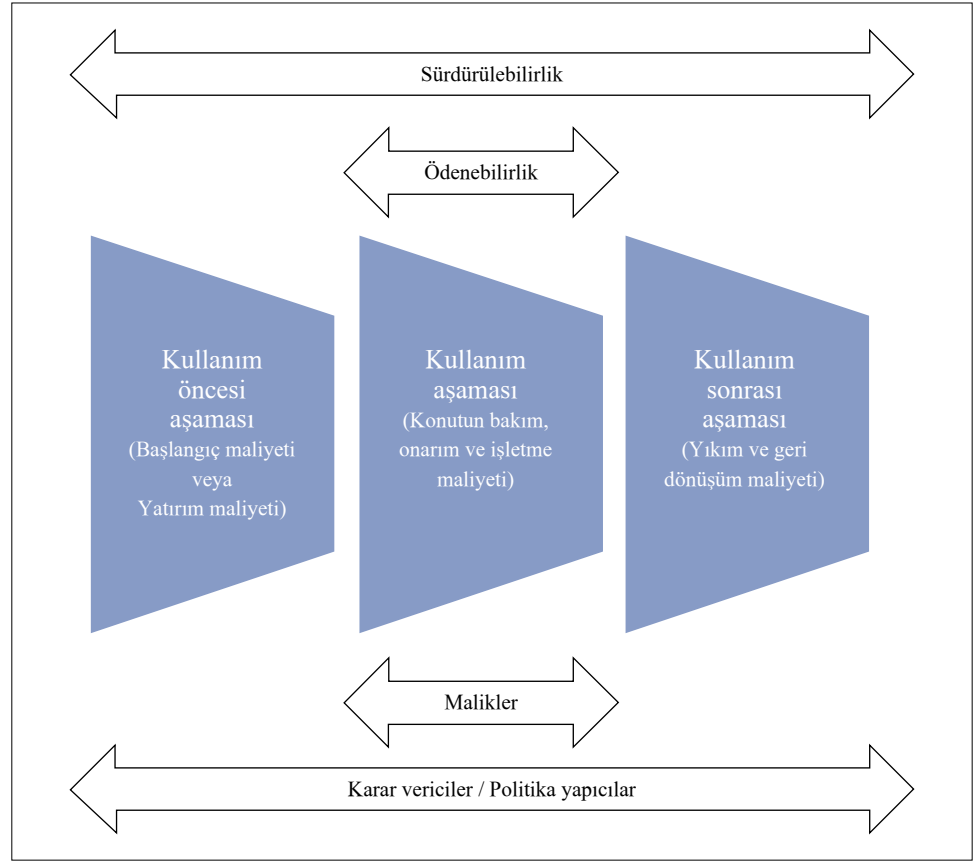 Sürdürülebilirlik
Ödenebilirlik
Kullanım
öncesi
aşaması
(Başlangıç maliyeti
veya
Yatırım maliyeti)
Kullanım
aşaması
(Konutun bakım,
onarım ve işletme
maliyeti)
Kullanım
sonrası
aşaması
(Yıkım ve geri
dönüşüm maliyeti)
Malikler
Karar vericiler / Politika yapıcılar